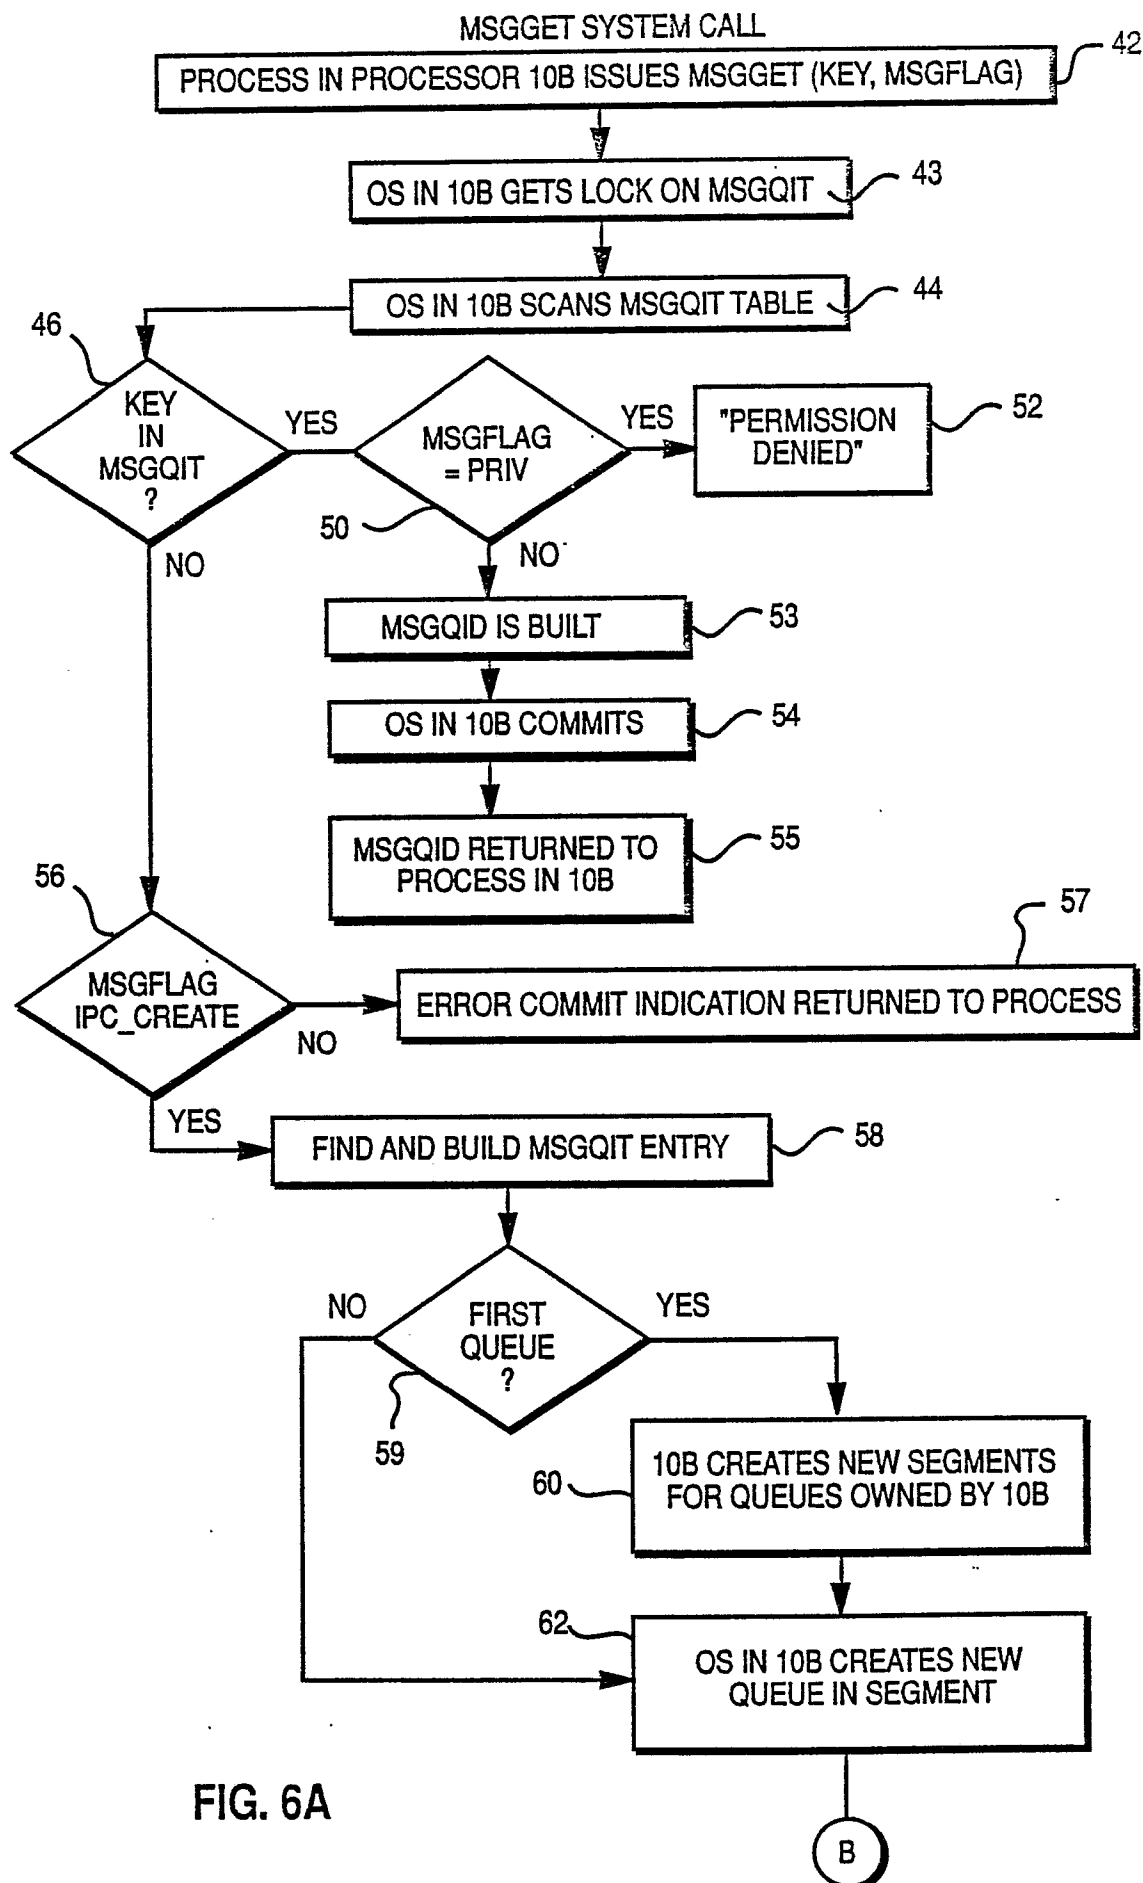 MSGGET SYSTEM CALL
PROCESS IN PROCESSOR 10B ISSUES MSGGET (KEY, MSGFLAG)
42
OS IN 10B GETS LOCK ON MSGQIT
43
OS IN 10B SCANS MSGQIT TABLE
44
46
KEY
IN
MSGQIT
?
YES
NO
MSGFLAG
= PRIV
50
YES
NO
"PERMISSION
DENIED"
52
MSGQID IS BUILT
53
OS IN 10B COMMITS
54
MSGQID RETURNED TO
PROCESS IN 10B
55
56
MSGFLAG
IPC_CREATE
NO
YES
57
ERROR COMMIT INDICATION RETURNED TO PROCESS
FIND AND BUILD MSGQIT ENTRY
58
NO
FIRST
QUEUE
?
YES
59
60
10B CREATES NEW SEGMENTS
FOR QUEUES OWNED BY 10B
62
OS IN 10B CREATES NEW
QUEUE IN SEGMENT
FIG. 6A
B